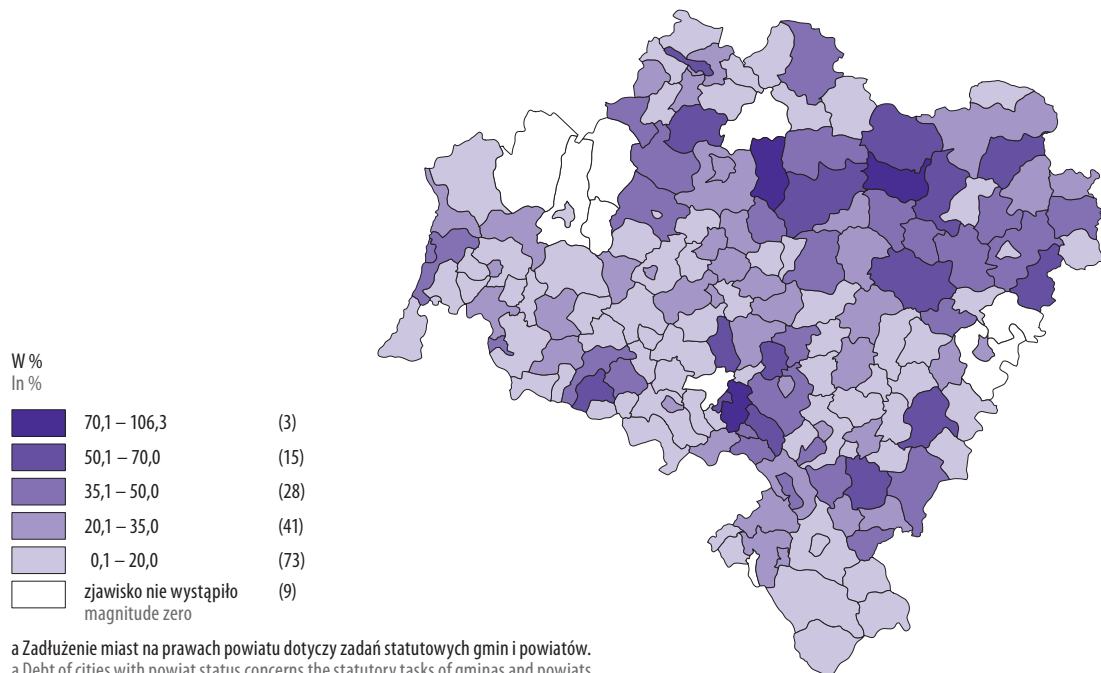 W %
In %
70,1 – 106,3 (3)
50,1 – 70,0 (15)
35,1 – 50,0 (28)
20,1 – 35,0 (41)
0,1 – 20,0 (73)
zjawisko nie wystąpiło (9)
magnitude zero
a Zadłużenie miast na prawach powiatu dotyczy zadań statutowych gmin i powiatów.
a Debt of cities with powiat status concerns the statutory tasks of gminas and powiats